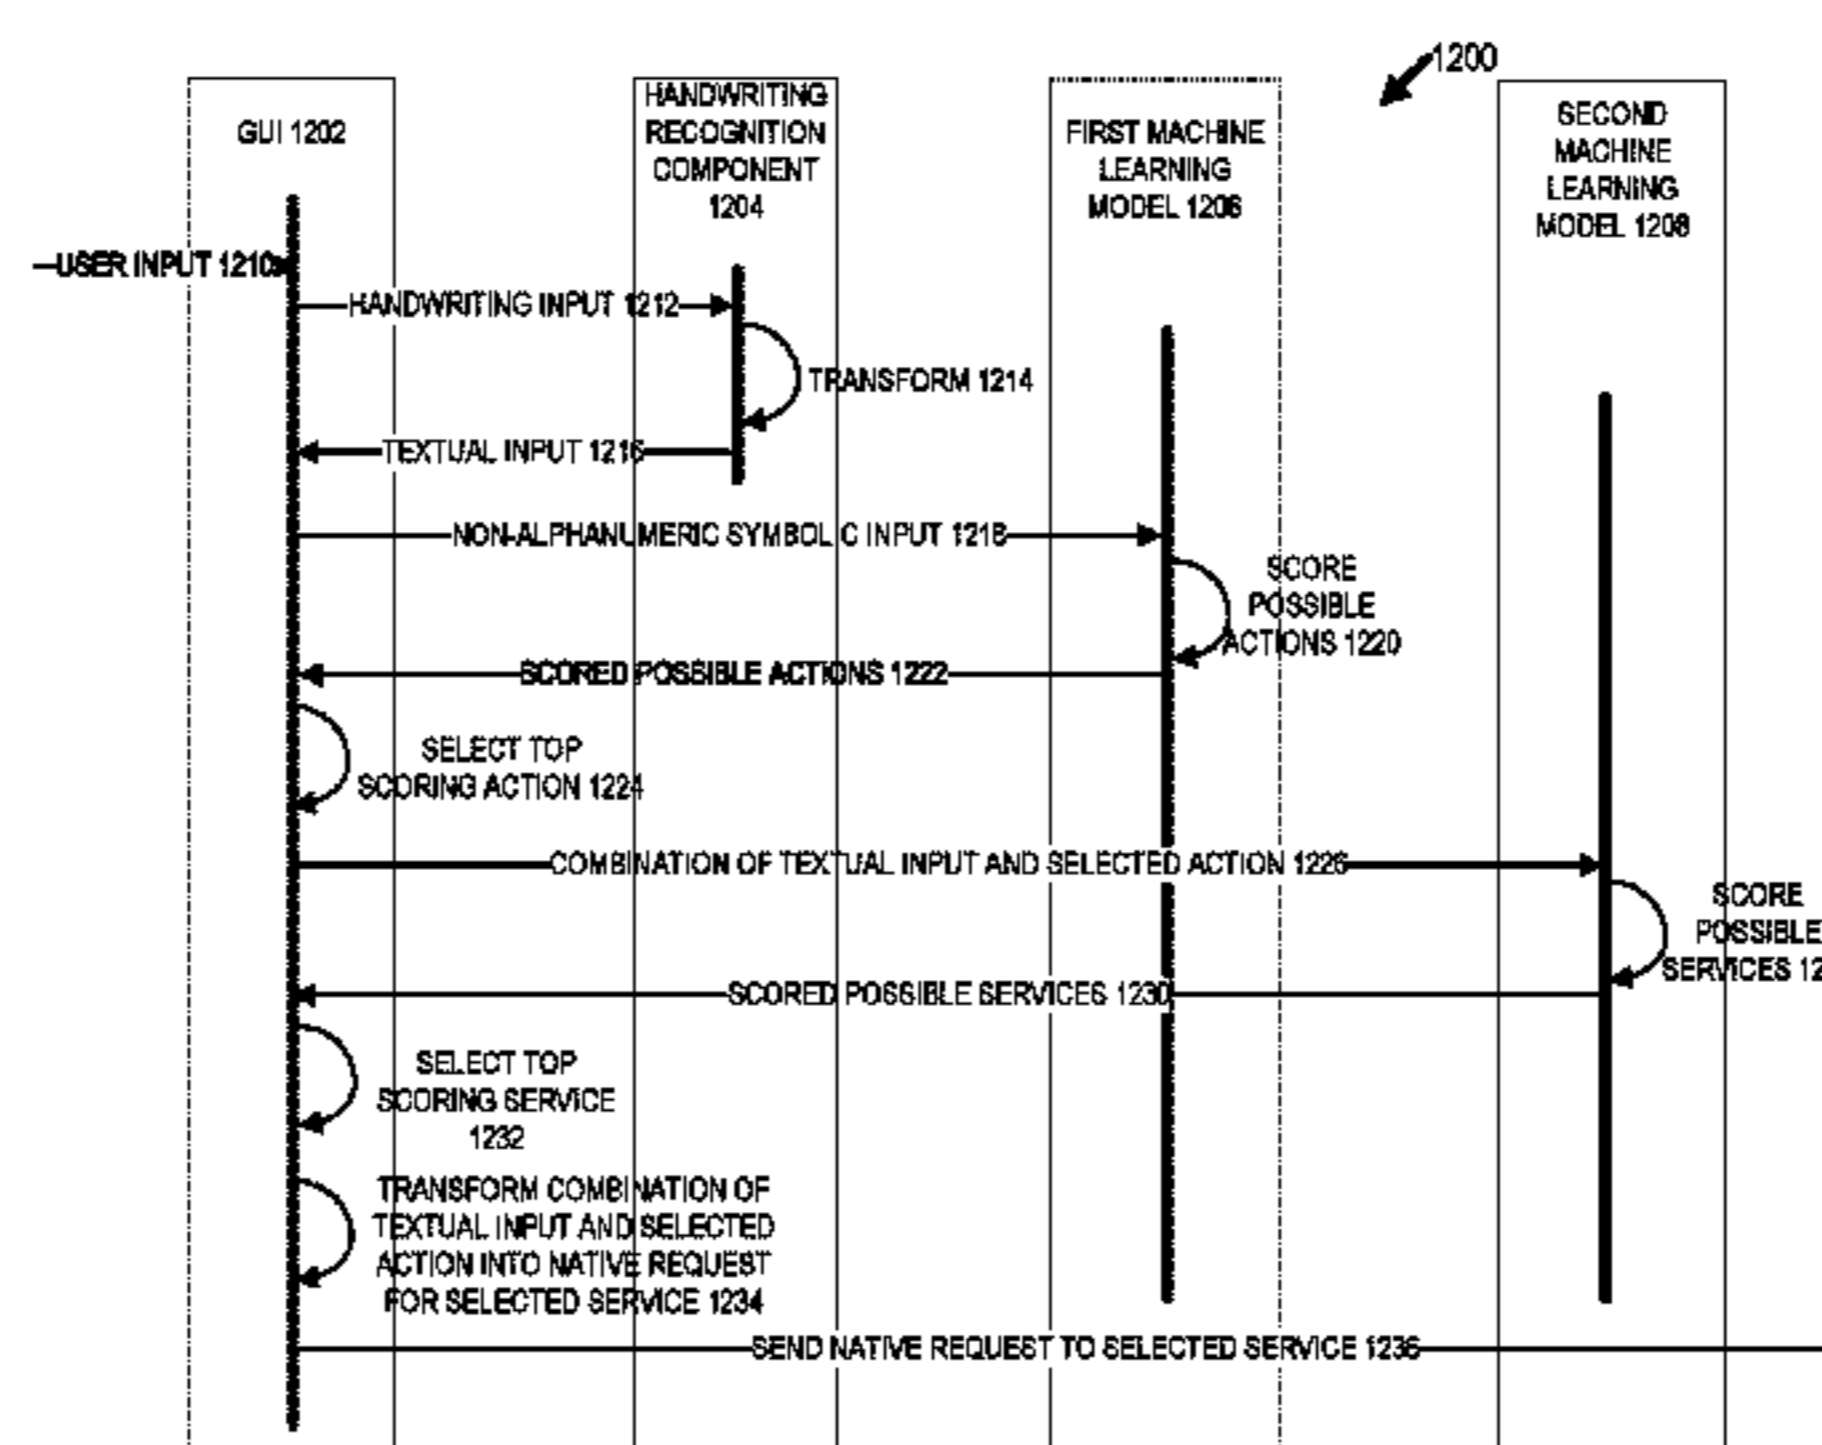 1200
GUI 1202
HANDWRITING
RECOGNITION
COMPONENT
1204
FIRST MACHINE
LEARNING
MODEL 1206
SECOND
MACHINE
LEARNING
MODEL 1208
USER INPUT 1210
HANDWRITING INPUT 1212
TRANSFORM 1214
TEXTUAL INPUT 1216
NON-ALPHANUMERIC SYMBOLIC INPUT 1218
SCORE
POSSIBLE
ACTIONS 1220
SCORED POSSIBLE ACTIONS 1222
SELECT TOP
SCORING ACTION 1224
COMBINATION OF TEXTUAL INPUT AND SELECTED ACTION 1226
SCORE
POSSIBLE
SERVICES
SCORED POSSIBLE SERVICES 1230
SELECT TOP
SCORING SERVICE
1232
TRANSFORM COMBINATION OF
TEXTUAL INPUT AND SELECTED
ACTION INTO NATIVE REQUEST
FOR SELECTED SERVICE 1234
SEND NATIVE REQUEST TO SELECTED SERVICE 1236